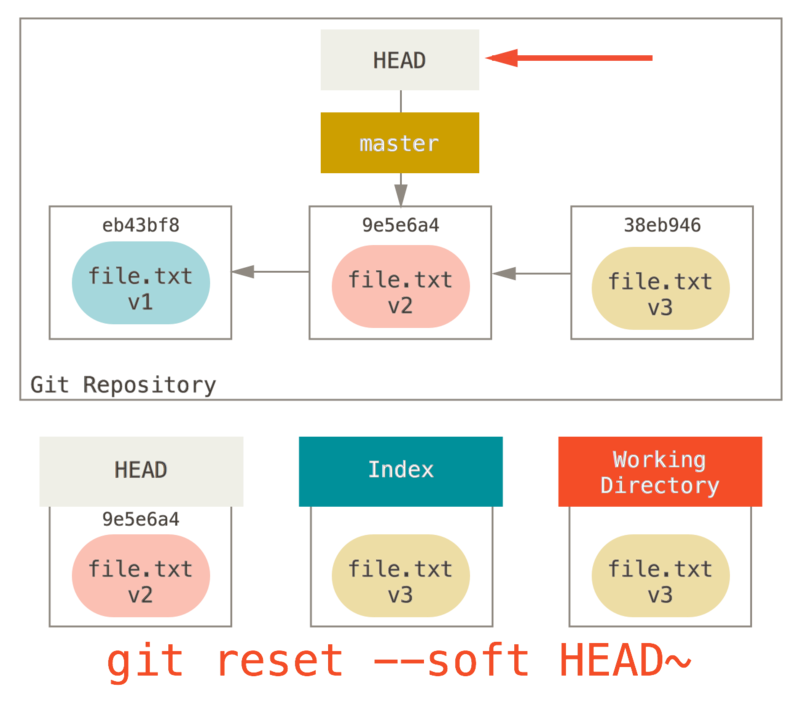 HEAD
master
eb43bf8
9e5e6a4
38eb946
file.txt
v1
file.txt
v2
file.txt
v3
Git Repository
HEAD
Index
Working
Directory
9e5e6a4
file.txt
v2
file.txt
v3
file.txt
v3
git reset --soft HEAD~